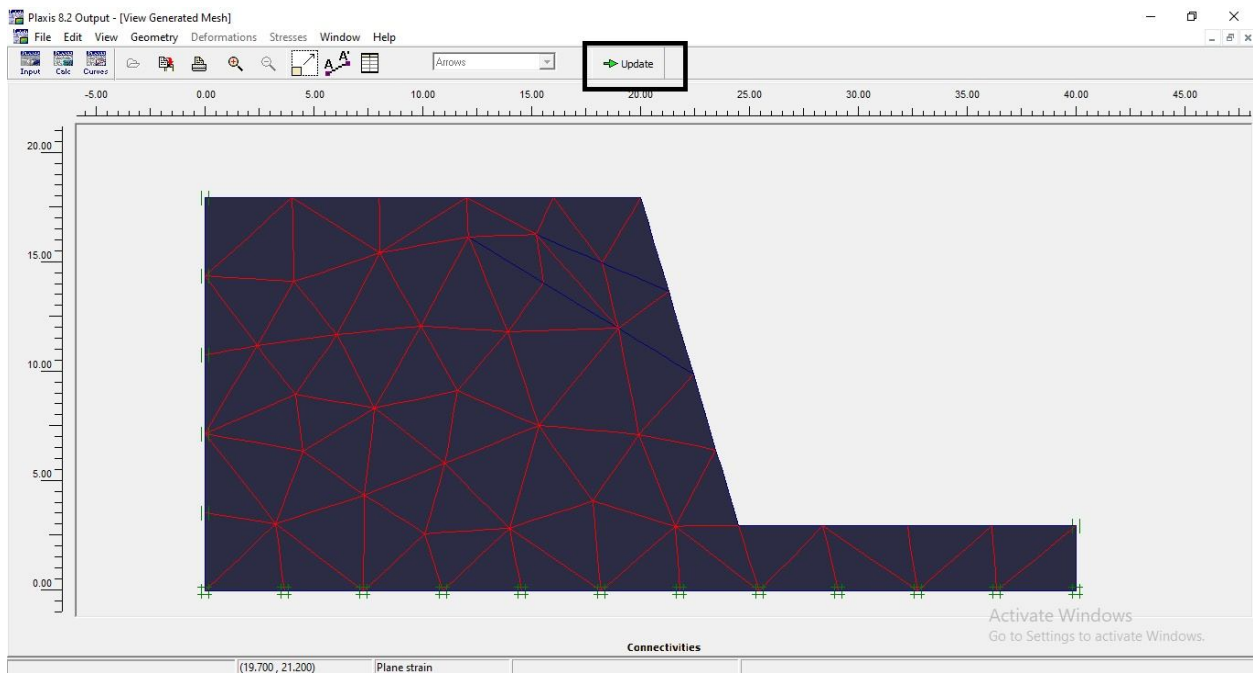 Plaxis 8.2 Output - [View Generated Mesh]
File Edit View Geometry Deformations Stresses Window Help
Input Calc Curves A A' Arrows Update
-5.00 0.00 5.00 10.00 15.00 20.00 25.00 30.00 35.00 40.00 45.00
20.00
15.00
10.00
5.00
0.00
Activate Windows
Go to Settings to activate Windows.
Connectivities
(19.700 , 21.200) Plane strain